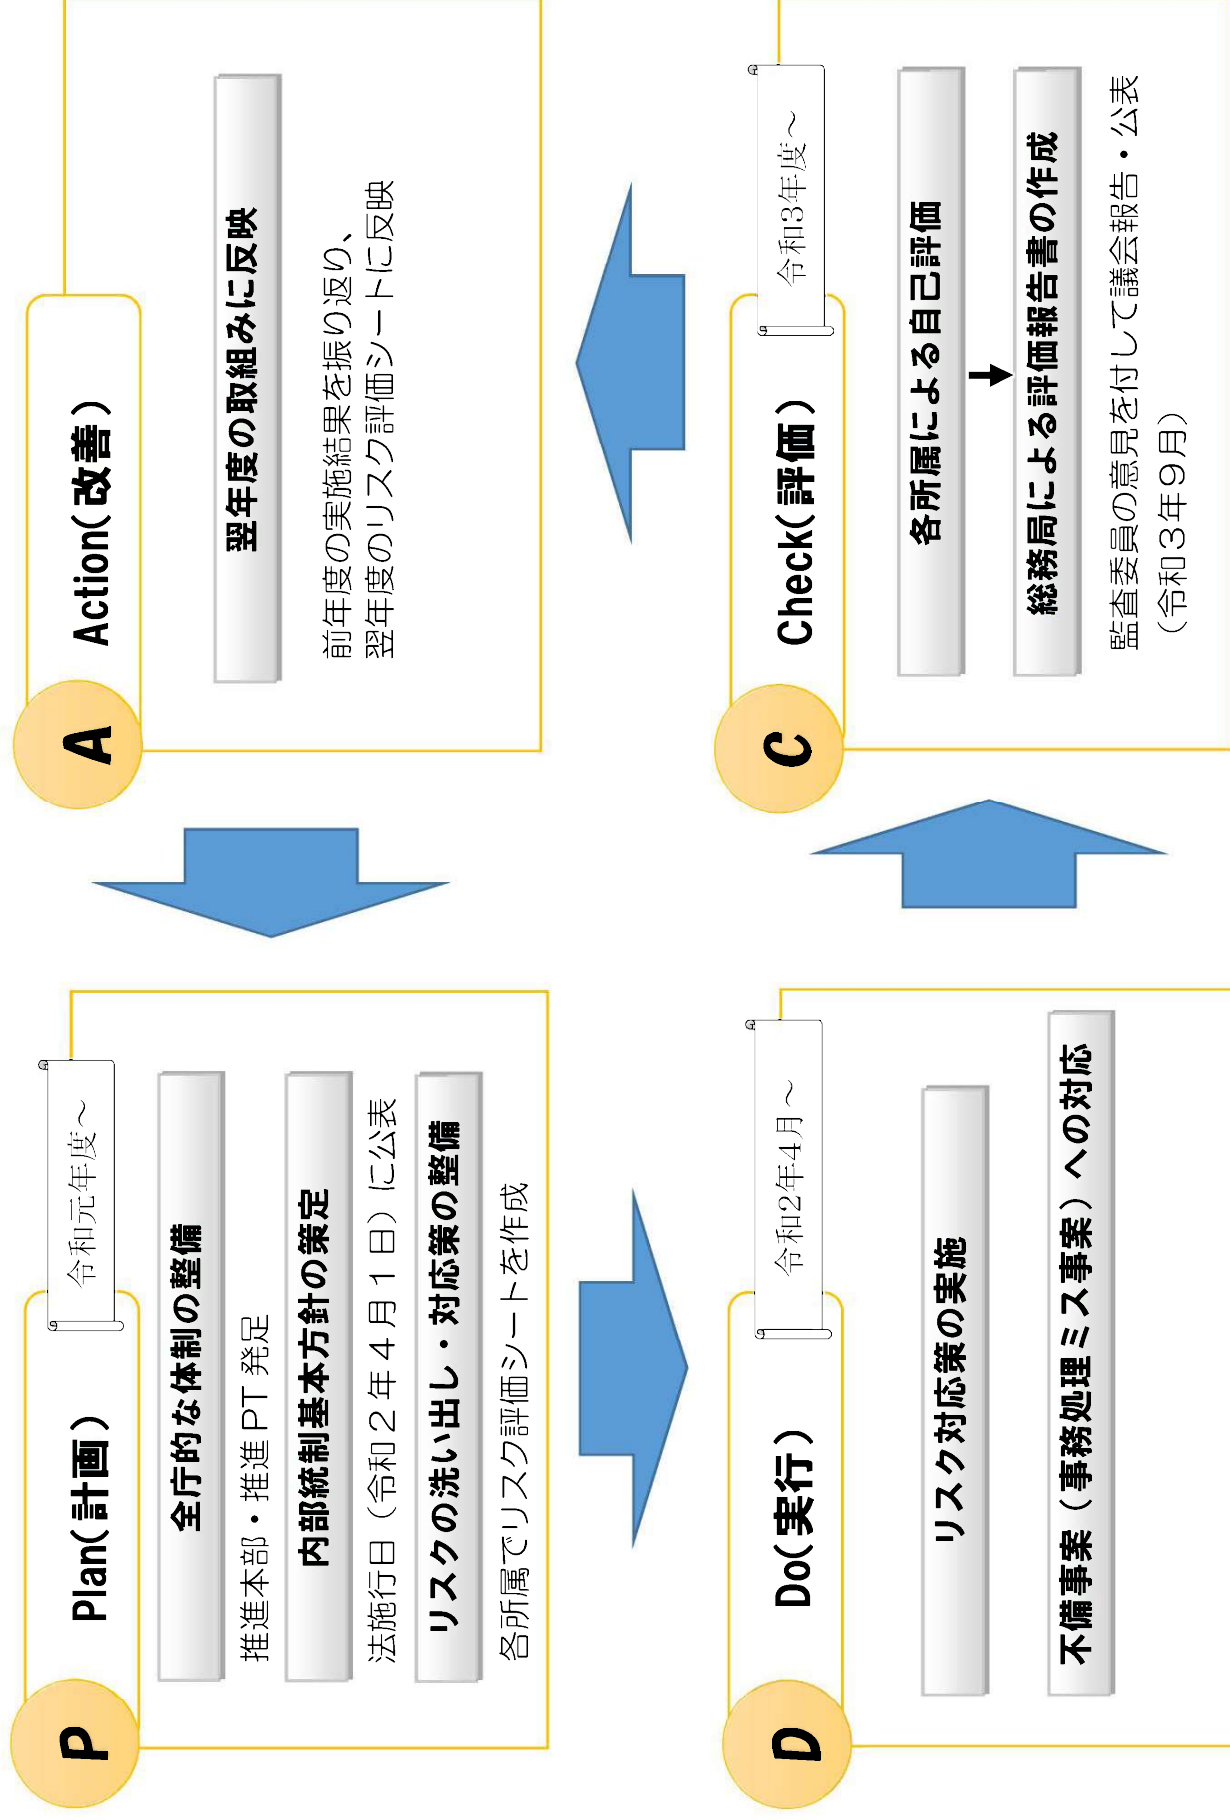 P
Plan(計画)
令和元年度～
全庁的な体制の整備
推進本部・推進PT発足
内部統制基本方針の策定
法施行日（令和２年４月１日）に公表
リスクの洗い出し・対応策の整備
各所属でリスク評価シートを作成
D
Do(実行)
令和2年4月～
リスク対応策の実施
不備事案（事務処理ミス事案）への対応
C
Check(評価)
令和3年度～
各所属による自己評価
総務局による評価報告書の作成
監査委員の意見を付して議会報告・公表
（令和３年９月）
A
Action(改善)
翌年度の取組みに反映
前年度の実施結果を振り返り、
翌年度のリスク評価シートに反映